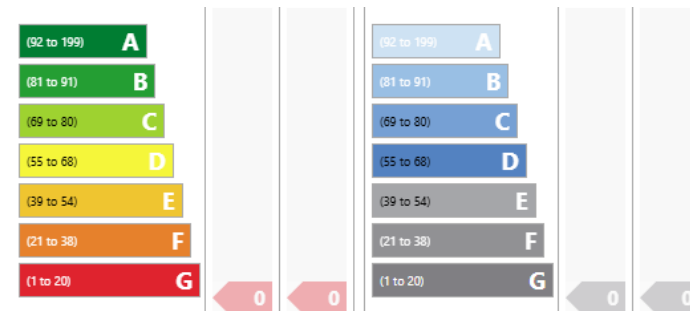 (92 to 199) A
(81 to 91) B
(69 to 80) C
(55 to 68) D
(39 to 54) E
(21 to 38) F
(1 to 20) G
0
0
(92 to 199) A
(81 to 91) B
(69 to 80) C
(55 to 68) D
(39 to 54) E
(21 to 38) F
(1 to 20) G
0
0